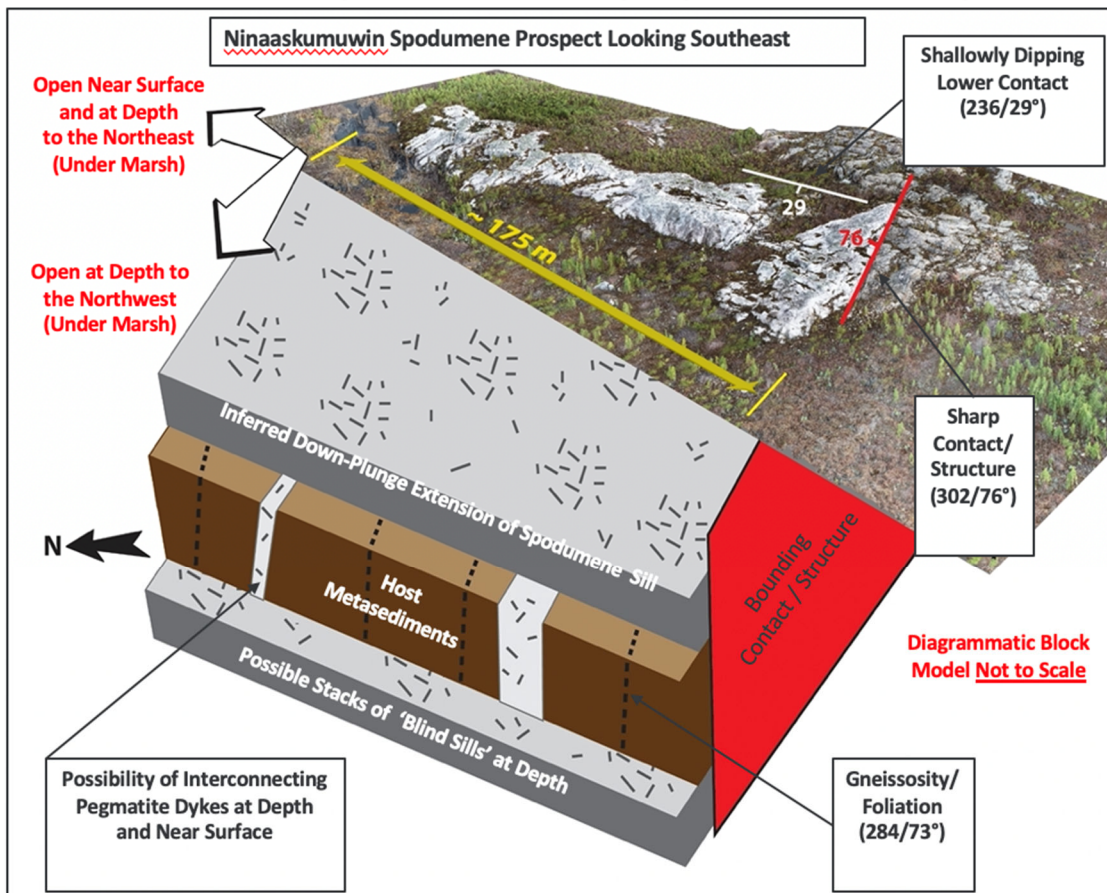 Ninaaskumuwin Spodumene Prospect Looking Southeast
Open Near Surface
and at Depth
to the Northeast
(Under Marsh)
Shallowly Dipping
Lower Contact
(236/29°)
29
76
~ 175 m
Open at Depth to
the Northwest
(Under Marsh)
Sharp
Contact/
Structure
(302/76°)
Inferred Down-Plunge Extension of Spodumene Sill
N
Host
Metasediments
Bounding
Contact / Structure
Diagrammatic Block
Model Not to Scale
Possible Stacks of 'Blind Sills' at Depth
Possibility of Interconnecting
Pegmatite Dykes at Depth
and Near Surface
Gneissosity/
Foliation
(284/73°)